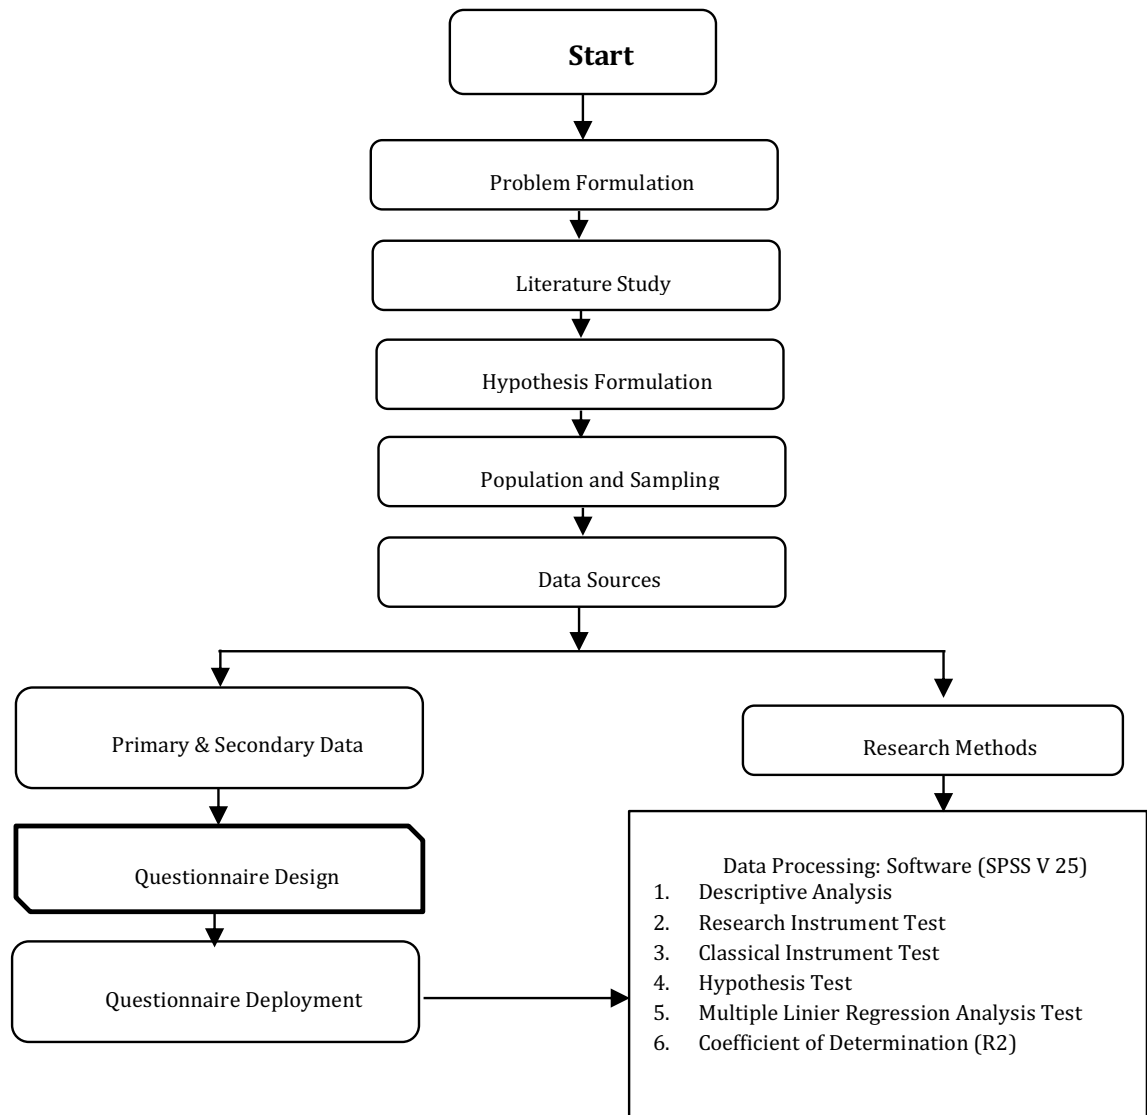 Start
Problem Formulation
Literature Study
Hypothesis Formulation
Population and Sampling
Data Sources
Primary & Secondary Data
Research Methods
Questionnaire Design
Questionnaire Deployment
Data Processing: Software (SPSS V 25)
1. Descriptive Analysis
2. Research Instrument Test
3. Classical Instrument Test
4. Hypothesis Test
5. Multiple Linier Regression Analysis Test
6. Coefficient of Determination (R2)